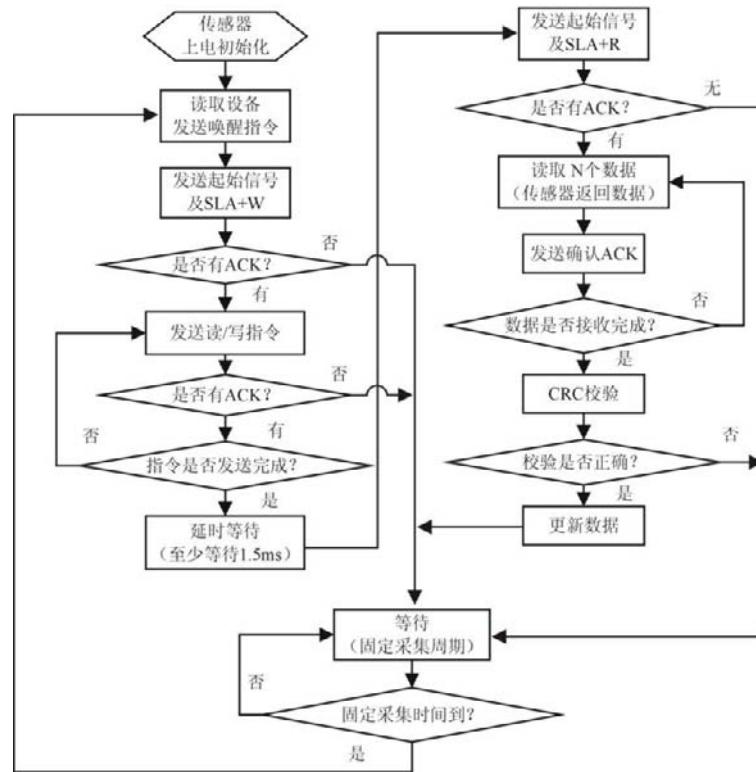 传感器
上电初始化
读取设备
发送唤醒指令
发送起始信号
及SLA+W
是否有ACK?
否
有
发送读/写指令
是否有ACK?
否
有
否
指令是否发送完成?
是
延时等待
(至少等待1.5ms)
发送起始信号
及SLA+R
是否有ACK?
无
有
读取 N个数据
(传感器返回数据)
发送确认ACK
数据是否接收完成?
否
是
CRC校验
校验是否正确?
否
是
更新数据
等待
(固定采集周期)
否
固定采集时间到?
是